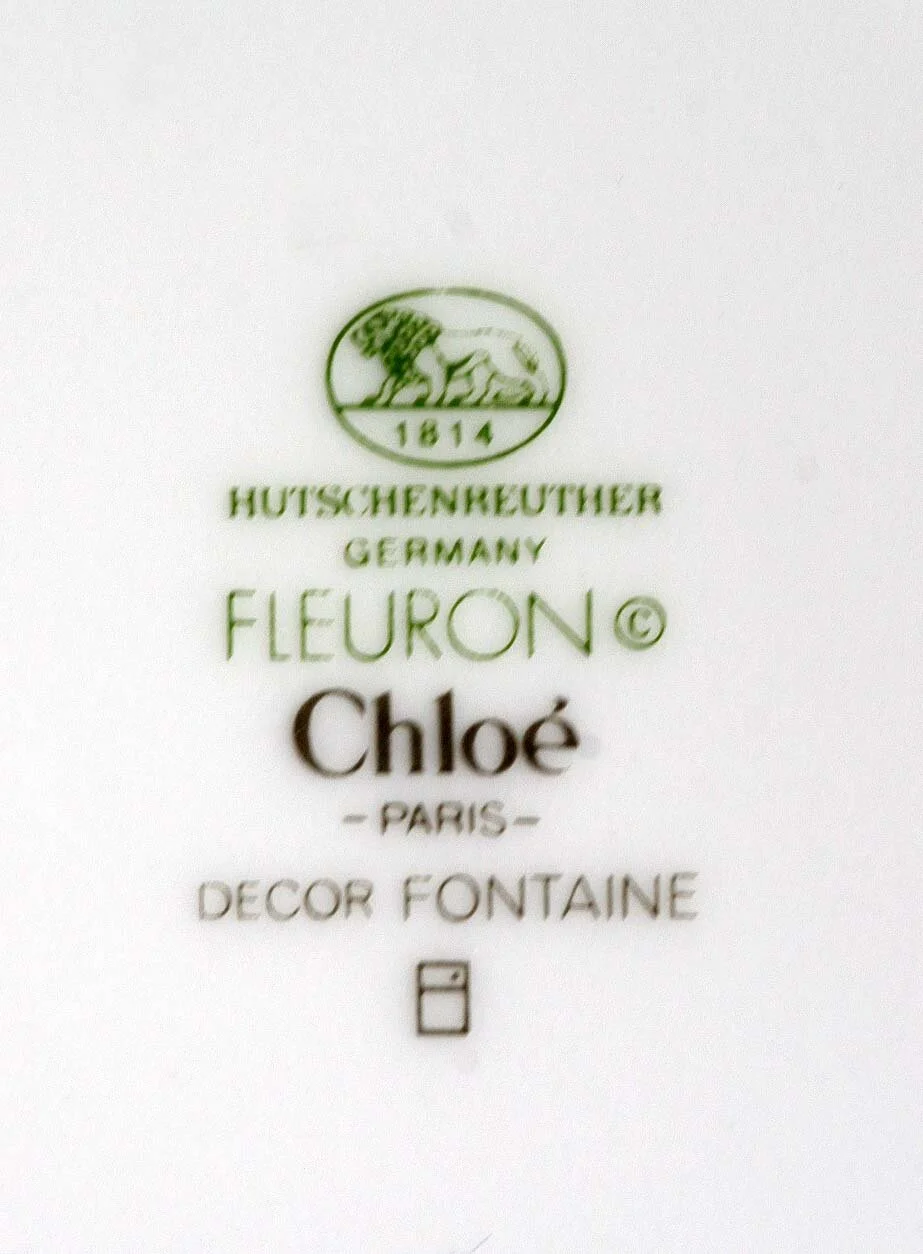 1814
HUTSCHENREUTHER
GERMANY
FLEURON ©
Chloé
- PARIS -
DECOR FONTAINE